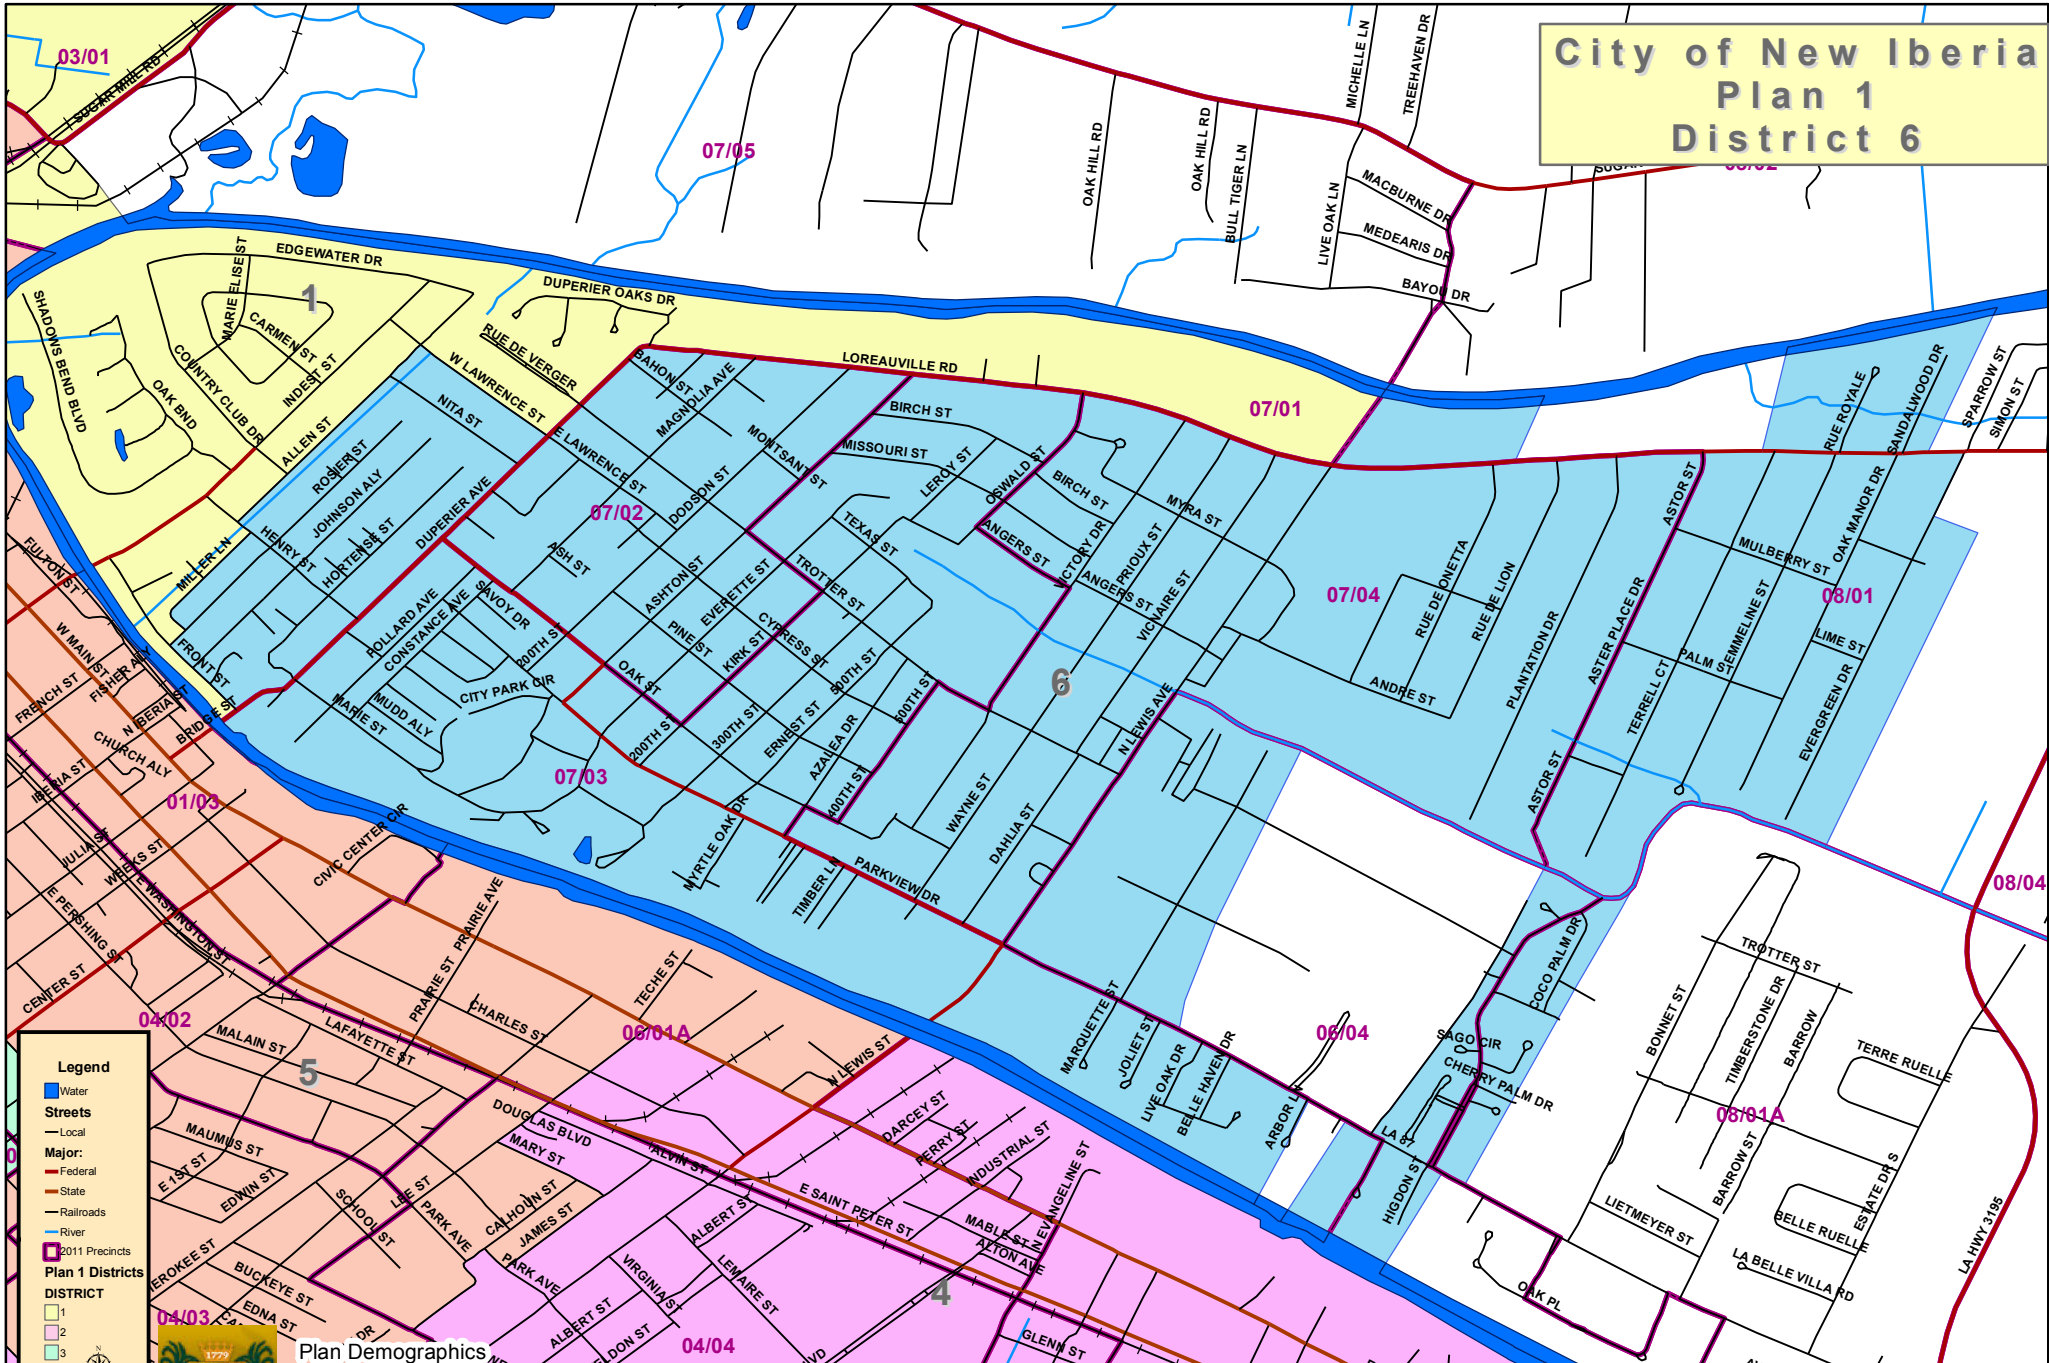 City of New Iberia
Plan 1
District 6
03/01
SUGAR MILL RD
07/05
OAK HILL RD
OAK HILL RD
BULL TIGER LN
MICHELLE LN
TREEHAVEN DR
LIVE OAK LN
MACBURNE DR
MEDEARIS DR
BAYOU DR
EDGEWATER DR
MARIE ELISE ST
1
CARMEN ST
COUNTRY CLUB DR
INDEST ST
SHADOWS BEND BLVD
OAK BND
ALLEN ST
DUPERIER OAKS DR
RUE DE VERGER
W LAWRENCE ST
BAHON ST
MAGNOLIA AVE
LOREAUVILLE RD
07/01
NITA ST
E LAWRENCE ST
MONTSANT ST
BIRCH ST
MISSOURI ST
LEROY ST
OSWALD ST
BIRCH ST
MYRA ST
RUE ROYALE
SANDALWOOD DR
SPARROW ST
SIMON ST
ROSIER ST
JOHNSON ALY
HORTENSE ST
HENRY ST
MILLER LN
DUPERIER AVE
07/02
DODSON ST
TEXAS ST
ANGERS ST
VICTORY DR
PRIOUX ST
ANGERS ST
VICNAIRE ST
ASTOR ST
MULBERRY ST
OAK MANOR DR
07/04
08/01
RUE DE ONETTA
RUE DE LION
PLANTATION DR
ASTER PLACE DR
EMMELINE ST
LIME ST
PALM ST
TERRELL CT
EVERGREEN DR
ANDRE ST
ASTOR ST
ASH ST
ASHTON ST
EVERETTE ST
TROTTER ST
CYPRESS ST
PINE ST
KIRK ST
POLLARD AVE
CONSTANCE AVE
SAVOY DR
200TH ST
OAK ST
CITY PARK CIR
MUDD ALY
MARIE ST
FRONT ST
200TH ST
300TH ST
ERNEST ST
500TH ST
AZALEA DR
600TH ST
400TH ST
07/03
6
N LEWIS AVE
WAYNE ST
DAHLIA ST
MYRTLE OAK DR
TIMBER LN
PARKVIEW DR
FULTON ST
W MAIN ST
FISHER ALY
FRENCH ST
N IBERIA ST
BRIDGE ST
CHURCH ALY
IBERIA ST
01/03
JULIA ST
WEEKS ST
E WASHINGTON ST
E PERSHING ST
CENTER ST
CIVIC CENTER CIR
PRAIRIE AVE
PRAIRIE ST
TECHE ST
CHARLES ST
04/02
MALAIN ST
LAFAYETTE ST
5
06/01A
N LEWIS ST
MARQUETTE ST
JOLIET ST
LIVE OAK DR
BELLE HAVEN DR
ARBOR LN
06/04
COCO PALM DR
SAGO CIR
CHERRY PALM DR
LA 87
HIGDON ST
08/04
TROTTER ST
BONNET ST
TIMBERSTONE DR
BARROW
TERRE RUELLE
08/01A
BARROW ST
ESTATE DR S
BELLE RUELLE
LIETMEYER ST
LA BELLE VILLA RD
LA HWY 3195
OAK PL
MAUMUS ST
E 1ST ST
EDWIN ST
SCHOOL ST
LEE ST
PARK AVE
CALHOUN ST
JAMES ST
DOUGLAS BLVD
MARY ST
ALVIN ST
DARCEY ST
PERRY ST
INDUSTRIAL ST
N EVANGELINE ST
E SAINT PETER ST
MABLE ST
ALTON AVE
ALBERT ST
LEMAIRE ST
VIRGINIA ST
PARK AVE
ALBERT ST
4
04/04
GLENN ST
BUCKEYE ST
EDNA ST
04/03
Legend
Water
Streets
Local
Major:
Federal
State
Railroads
River
2011 Precincts
Plan 1 Districts
DISTRICT
1
2
3
N
1779
Plan Demographics